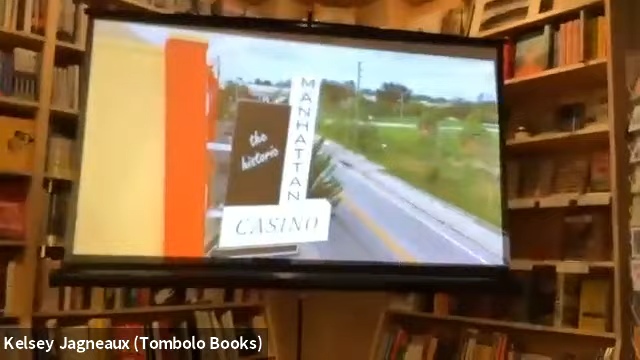 the
historic
MANHATTAN
CASINO
Kelsey Jagneaux (Tombolo Books)